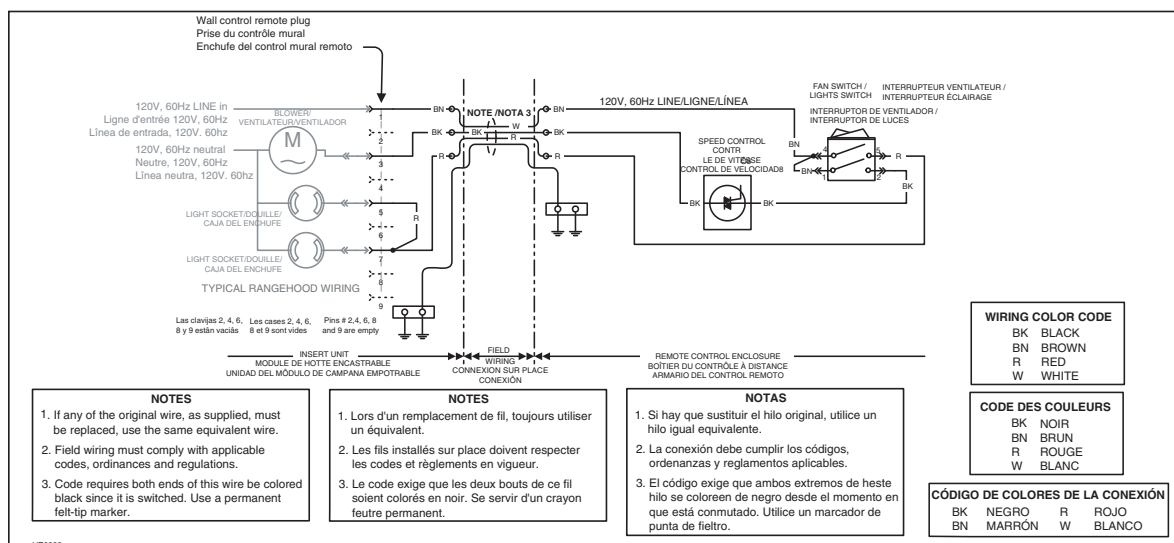 Wall control remote plug
Prise du contrôle mural
Enchufe del control mural remoto
120V, 60Hz LINE in
Ligne d'entrée 120V, 60Hz
Línea de entrada, 120V. 60hz
120V, 60Hz neutral
Neutre, 120V, 60Hz
Línea neutra, 120V. 60hz
BLOWER/
VENTILATEUR/VENTILADOR
M
LIGHT SOCKET/DOUILLE/
CAJA DEL ENCHUFE
LIGHT SOCKET/DOUILLE/
CAJA DEL ENCHUFE
TYPICAL RANGEHOOD WIRING
1
2
3
4
5
6
7
8
9
R
BN
BK
R
NOTE /NOTA 3
W
BK
R
BN
BK
R
120V, 60Hz LINE/LIGNE/LÍNEA
FAN SWITCH /
LIGHTS SWITCH
INTERRUPTEUR VENTILATEUR /
INTERRUPTEUR ÉCLAIRAGE
INTERRUPTOR DE VENTILADOR /
INTERRUPTOR DE LUCES
SPEED CONTROL
CONTR
LE DE VITESSE
CONTROL DE VELOCIDAD8
BN
4
5
R
BN
1
2
BK
BK
BK
Las clavijas 2, 4, 6,
8 y 9 están vaciás
Les cases 2, 4, 6,
8 et 9 sont vides
Pins # 2,4, 6, 8
and 9 are empty
INSERT UNIT
MODULE DE HOTTE ENCASTRABLE
UNIDAD DEL MÓDULO DE CAMPANA EMPOTRABLE
FIELD
WIRING
CONNEXION SUR PLACE
CONEXIÓN
REMOTE CONTROL ENCLOSURE
BOÎTIER DU CONTRÔLE À DISTANCE
ARMARIO DEL CONTROL REMOTO
NOTES
1. If any of the original wire, as supplied, must
be replaced, use the same equivalent wire.
2. Field wiring must comply with applicable
codes, ordinances and regulations.
3. Code requires both ends of this wire be colored
black since it is switched. Use a permanent
felt-tip marker.
NOTES
1. Lors d'un remplacement de fil, toujours utiliser
un équivalent.
2. Les fils installés sur place doivent respecter
les codes et règlements en vigueur.
3. Le code exige que les deux bouts de ce fil
soient colorés en noir. Se servir d'un crayon
feutre permanent.
NOTAS
1. Si hay que sustituir el hilo original, utilice un
hilo igual equivalente.
2. La conexión debe cumplir los códigos,
ordenanzas y reglamentos aplicables.
3. El código exige que ambos extremos de heste
hilo se coloreen de negro desde el momento en
que está conmutado. Utilice un marcador de
punta de fieltro.
WIRING COLOR CODE
BK BLACK
BN BROWN
R RED
W WHITE
CODE DES COULEURS
BK NOIR
BN BRUN
R ROUGE
W BLANC
CÓDIGO DE COLORES DE LA CONEXIÓN
BK NEGRO R ROJO
BN MARRÓN W BLANCO